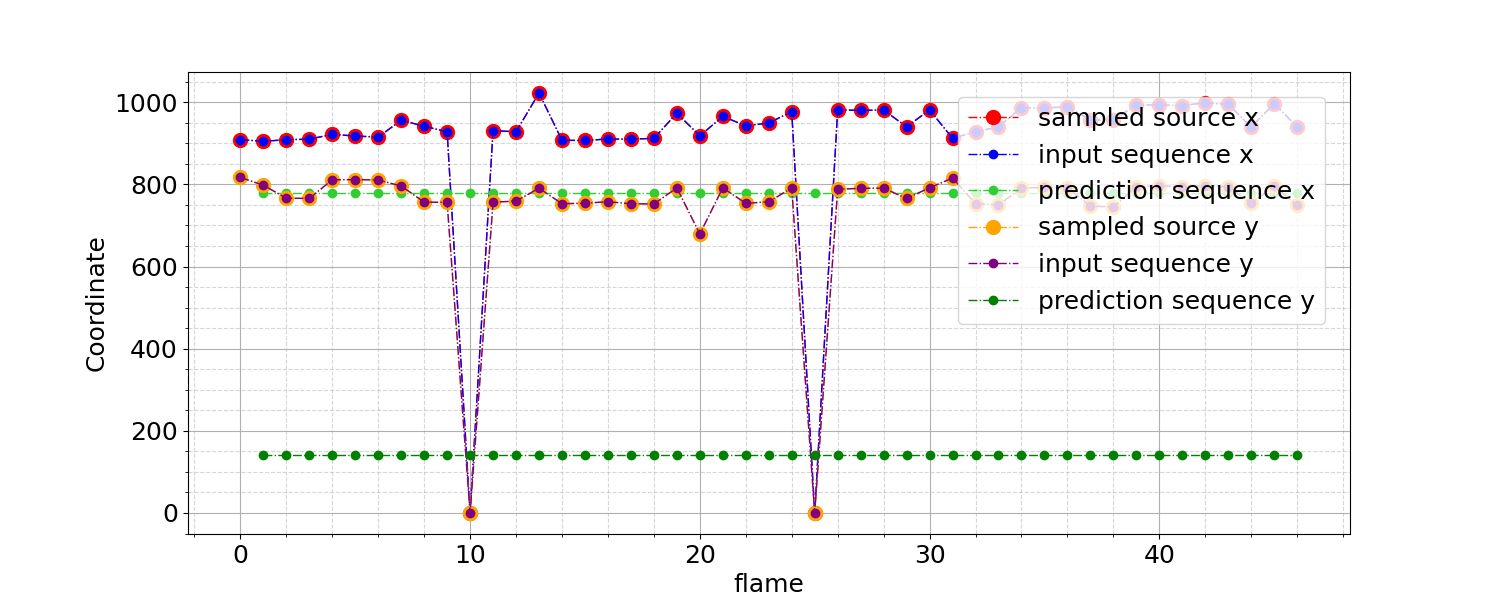 1000
800
600
400
200
0
Coordinate
0 10 20 30 40
flame
sampled source x
input sequence x
prediction sequence x
sampled source y
input sequence y
prediction sequence y